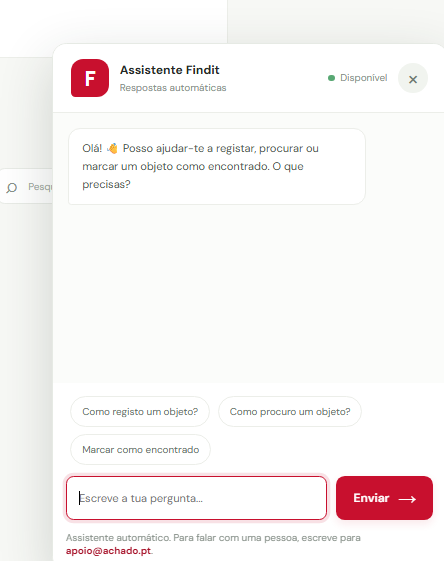 F
Assistente Findit
Respostas automáticas
Disponível
×
Pesqu
Olá! 👋 Posso ajudar-te a registar, procurar ou
marcar um objeto como encontrado. O que
precisas?
Como registo um objeto?
Como procuro um objeto?
Marcar como encontrado
Escreve a tua pergunta...
Enviar →
Assistente automático. Para falar com uma pessoa, escreve para
apoio@achado.pt.